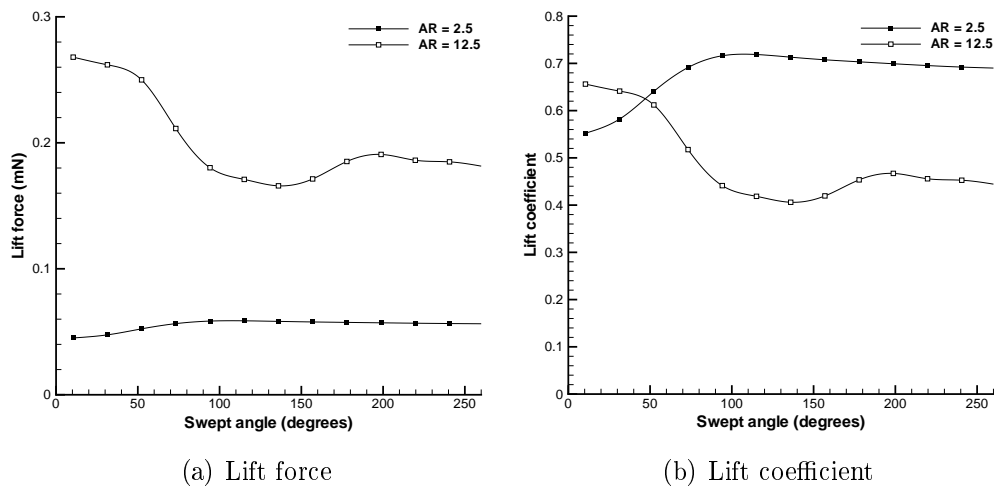 0.3
0.2
0.1
0
Lift force (mN)
AR = 2.5
AR = 12.5
0 50 100 150 200 250
Swept angle (degrees)
(a) Lift force
0.8
0.7
0.6
0.5
0.4
0.3
0.2
0.1
0
Lift coefficient
AR = 2.5
AR = 12.5
0 50 100 150 200 250
Swept angle (degrees)
(b) Lift coefficient